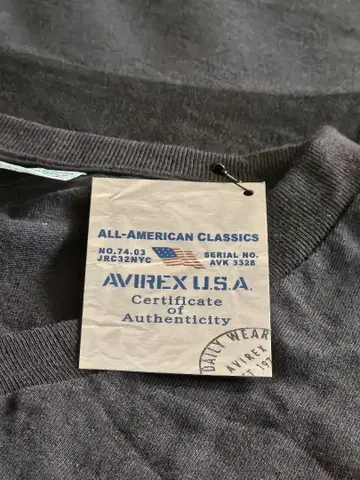 ALL-AMERICAN CLASSICS
NO.74.03
JRC32NYC
SERIAL NO.
AVK 3328
AVIREX U.S.A.
Certificate
of
Authenticity
DAILY WEAR
AVIREX